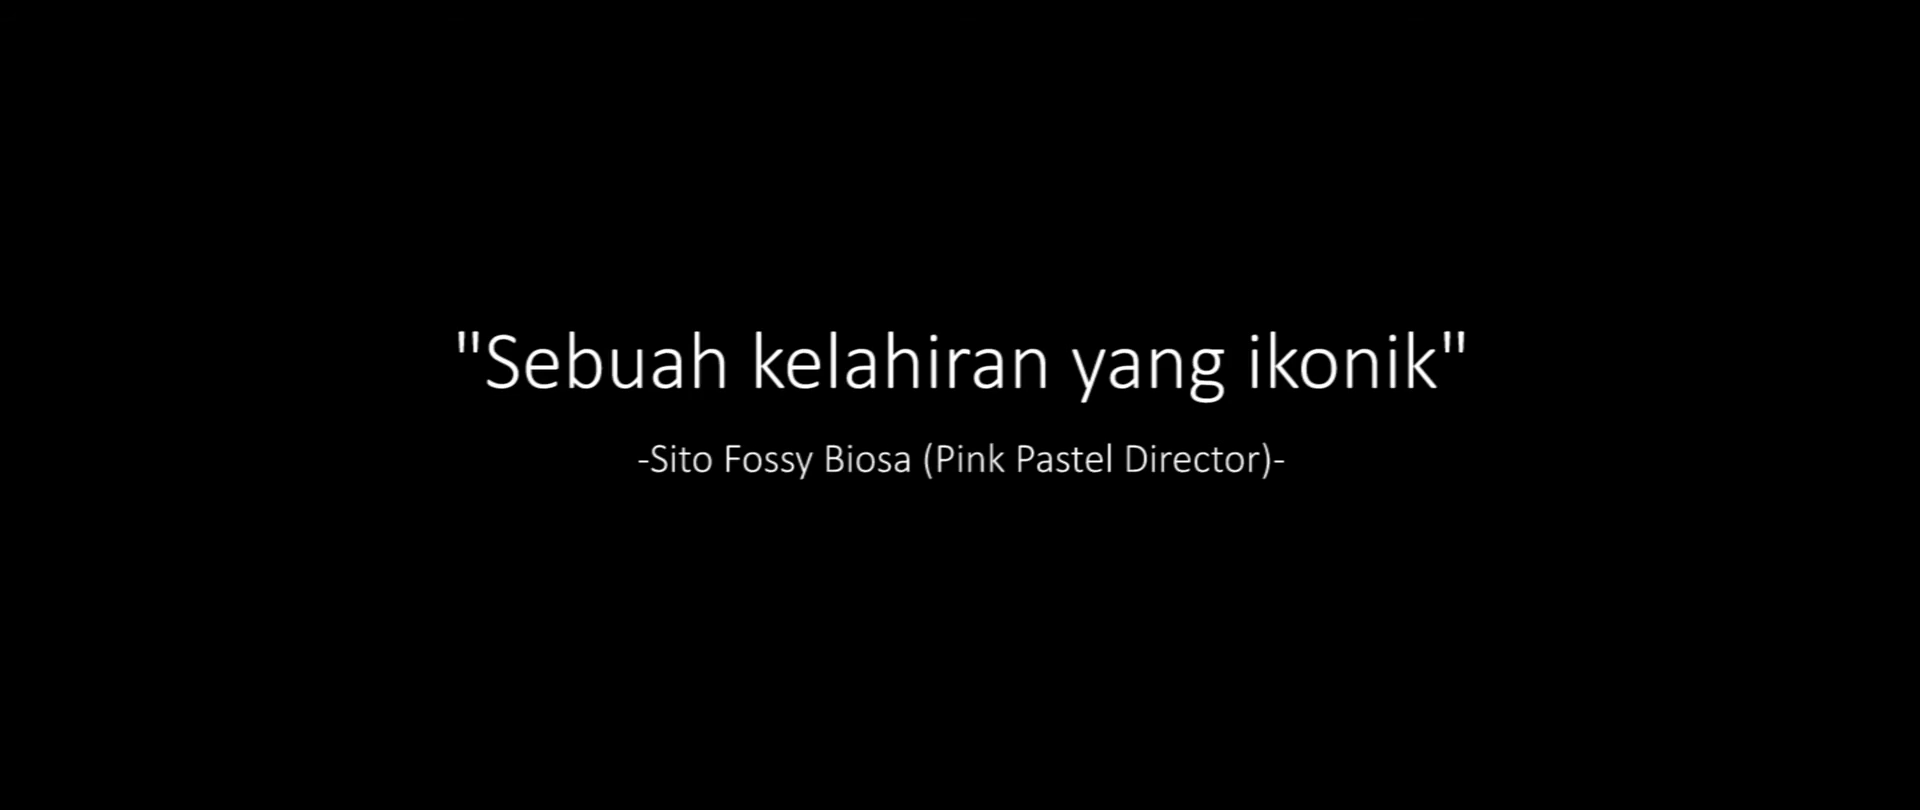 "Sebuah kelahiran yang ikonik"
-Sito Fossy Biosa (Pink Pastel Director)-